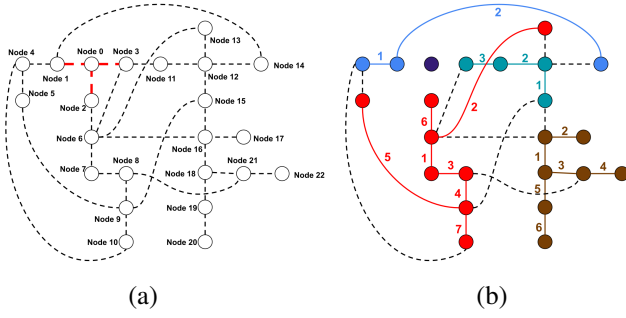 Node 13
Node 4
Node 0
Node 3
Node 1
Node 11
Node 12
Node 14
Node 5
Node 2
Node 15
Node 6
Node 16
Node 17
Node 7
Node 8
Node 18
Node 21
Node 22
Node 9
Node 19
Node 10
Node 20
(a)
2
1
3
2
2
1
6
2
5
1
3
1
3
4
4
5
7
6
(b)